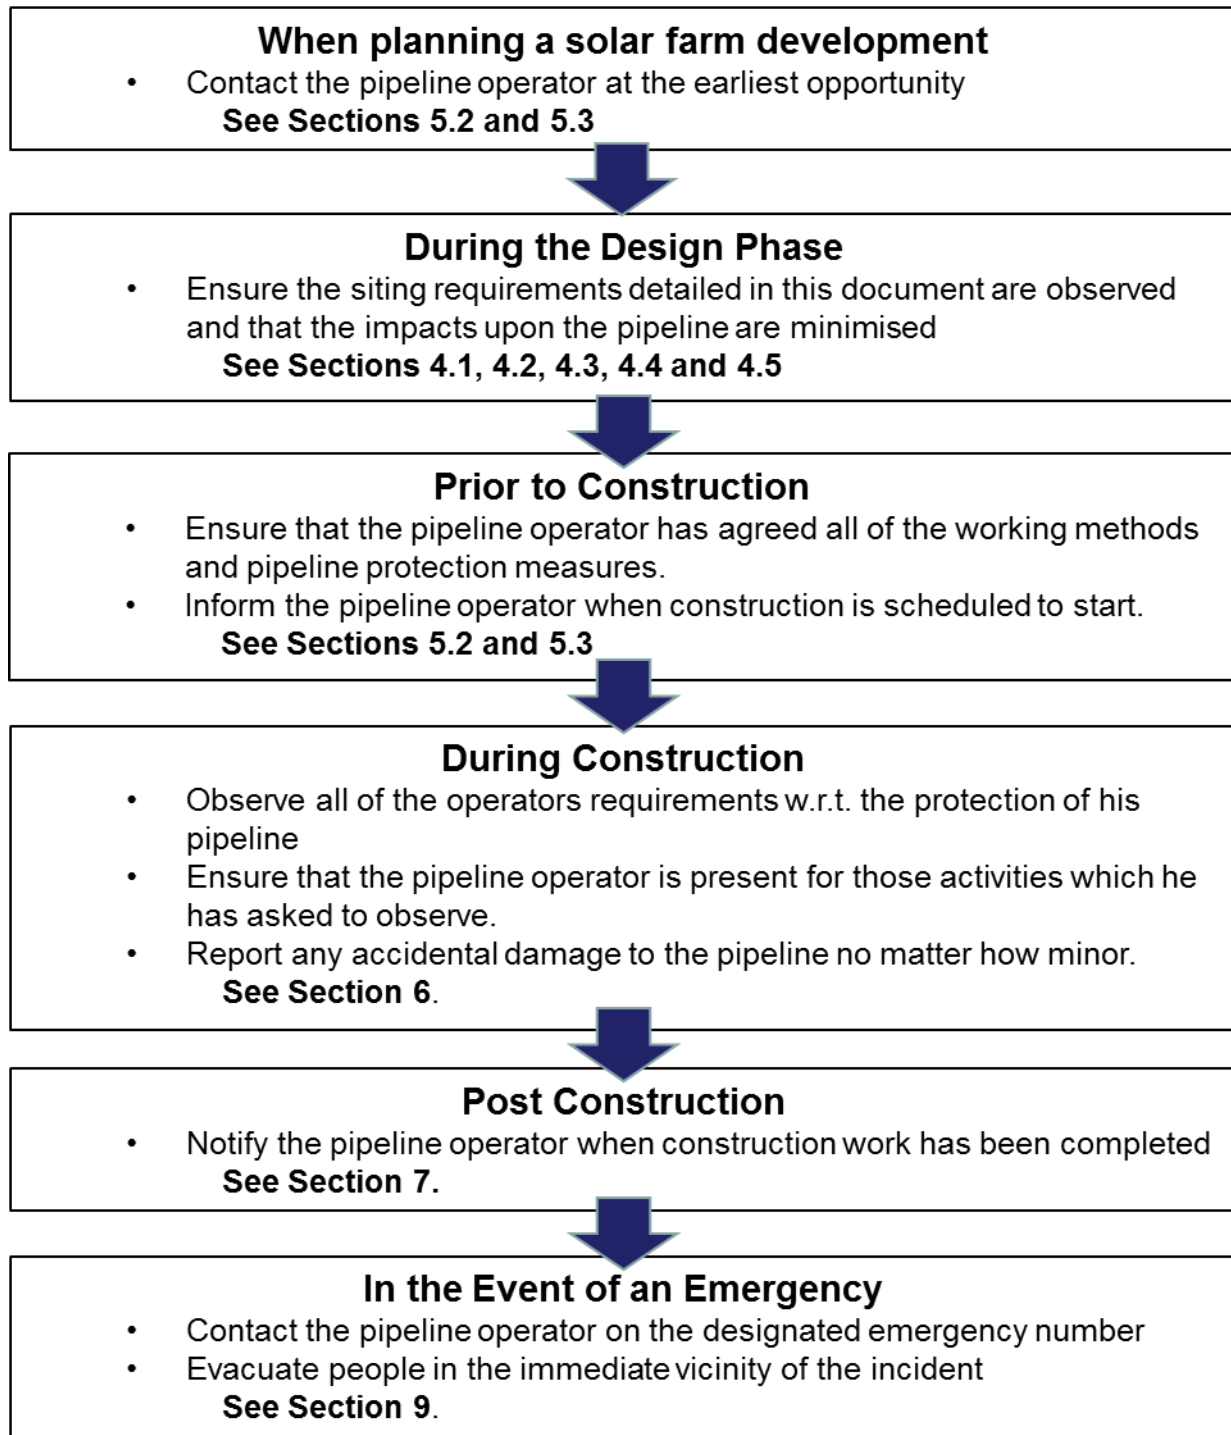 When planning a solar farm development
• Contact the pipeline operator at the earliest opportunity
See Sections 5.2 and 5.3
During the Design Phase
• Ensure the siting requirements detailed in this document are observed
and that the impacts upon the pipeline are minimised
See Sections 4.1, 4.2, 4.3, 4.4 and 4.5
Prior to Construction
• Ensure that the pipeline operator has agreed all of the working methods
and pipeline protection measures.
• Inform the pipeline operator when construction is scheduled to start.
See Sections 5.2 and 5.3
During Construction
• Observe all of the operators requirements w.r.t. the protection of his
pipeline
• Ensure that the pipeline operator is present for those activities which he
has asked to observe.
• Report any accidental damage to the pipeline no matter how minor.
See Section 6.
Post Construction
• Notify the pipeline operator when construction work has been completed
See Section 7.
In the Event of an Emergency
• Contact the pipeline operator on the designated emergency number
• Evacuate people in the immediate vicinity of the incident
See Section 9.